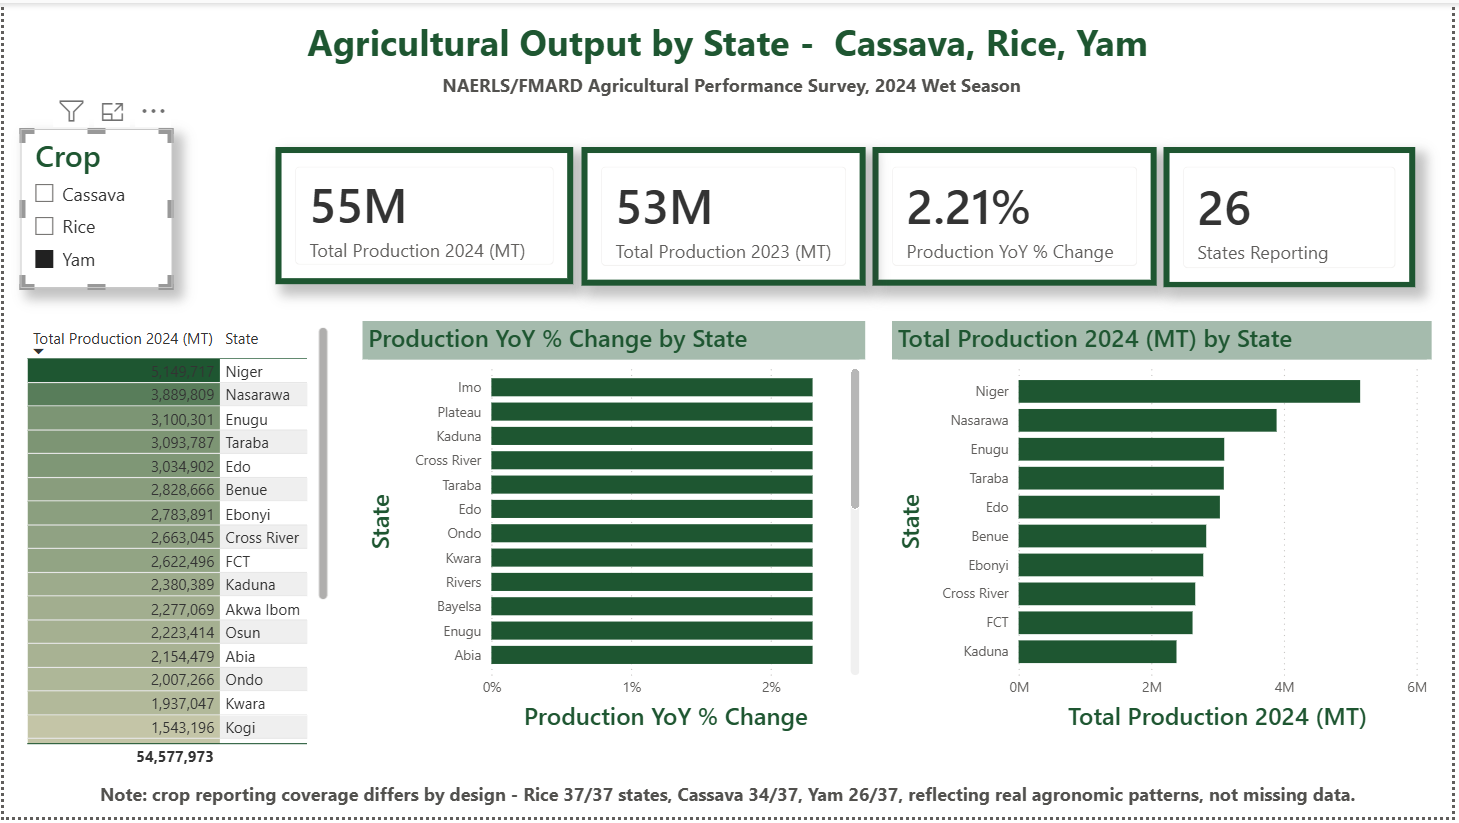 Agricultural Output by State -  Cassava, Rice, Yam
NAERLS/FMARD Agricultural Performance Survey, 2024 Wet Season
Crop
Cassava
Rice
Yam
55M
Total Production 2024 (MT)
53M
Total Production 2023 (MT)
2.21%
Production YoY % Change
26
States Reporting
Total Production 2024 (MT) State
5,149,717 Niger
3,889,809 Nasarawa
3,100,301 Enugu
3,093,787 Taraba
3,034,902 Edo
2,828,666 Benue
2,783,891 Ebonyi
2,663,045 Cross River
2,622,496 FCT
2,380,389 Kaduna
2,277,069 Akwa Ibom
2,223,414 Osun
2,154,479 Abia
2,007,266 Ondo
1,937,047 Kwara
1,543,196 Kogi
54,577,973
Production YoY % Change by State
State
Imo
Plateau
Kaduna
Cross River
Taraba
Edo
Ondo
Kwara
Rivers
Bayelsa
Enugu
Abia
0% 1% 2%
Production YoY % Change
Total Production 2024 (MT) by State
State
Niger
Nasarawa
Enugu
Taraba
Edo
Benue
Ebonyi
Cross River
FCT
Kaduna
0M 2M 4M 6M
Total Production 2024 (MT)
Note: crop reporting coverage differs by design - Rice 37/37 states, Cassava 34/37, Yam 26/37, reflecting real agronomic patterns, not missing data.